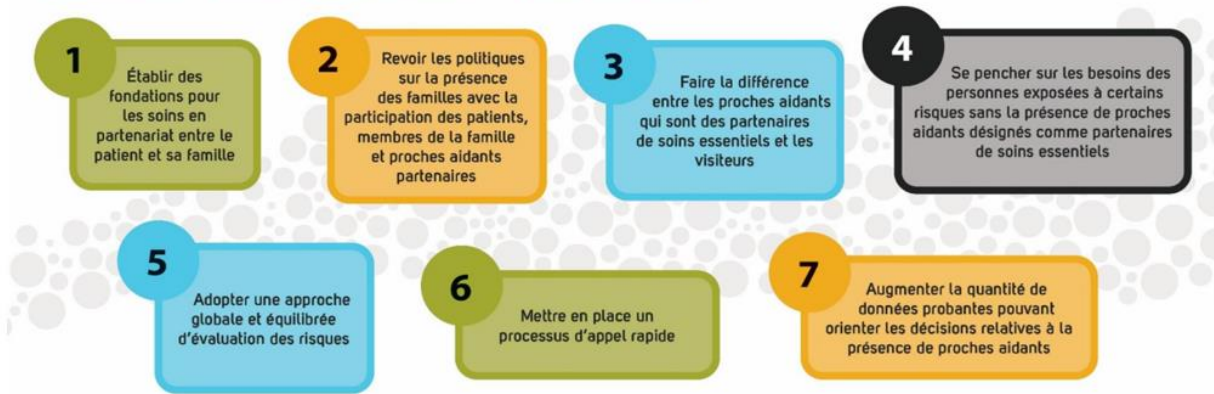 1
Établir des
fondations pour
les soins en
partenariat entre le
patient et sa famille
2
Revoir les politiques
sur la présence
des familles avec la
participation des patients,
membres de la famille
et proches aidants
partenaires
3
Faire la différence
entre les proches aidants
qui sont des partenaires
de soins essentiels et les
visiteurs
4
Se pencher sur les besoins des
personnes exposées à certains
risques sans la présence de proches
aidants désignés comme partenaires
de soins essentiels
5
Adopter une approche
globale et équilibrée
d'évaluation des risques
6
Mettre en place un
processus d'appel rapide
7
Augmenter la quantité de
données probantes pouvant
orienter les décisions relatives à la
présence de proches aidants